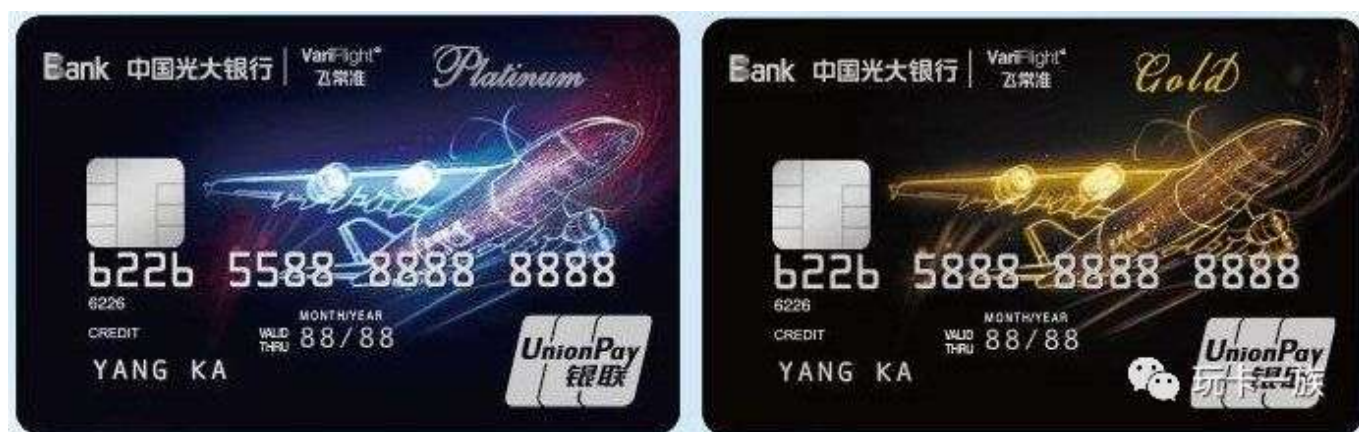 Bank 中国光大银行 VariFlight 飞常准 Platinum
6226 5588 8888 8888
6226
MONTH/YEAR
CREDIT VALID THRU 88/88
YANG KA
UnionPay
银联
Bank 中国光大银行 VariFlight 飞常准 Gold
6226 5888 8888 8888
6226
MONTH/YEAR
CREDIT VALID THRU 88/88
YANG KA
UnionPay
银联
玩卡一族